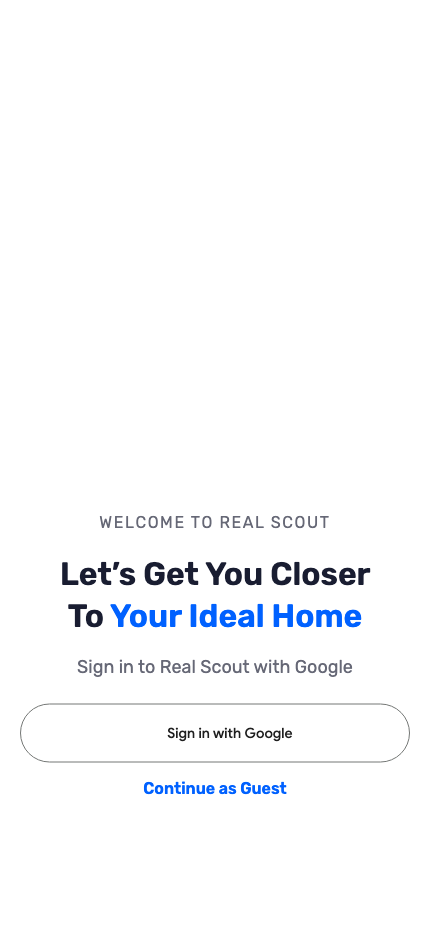 WELCOME TO REAL SCOUT
Let’s Get You Closer
To Your Ideal Home
Sign in to Real Scout with Google
Sign in with Google
Continue as Guest